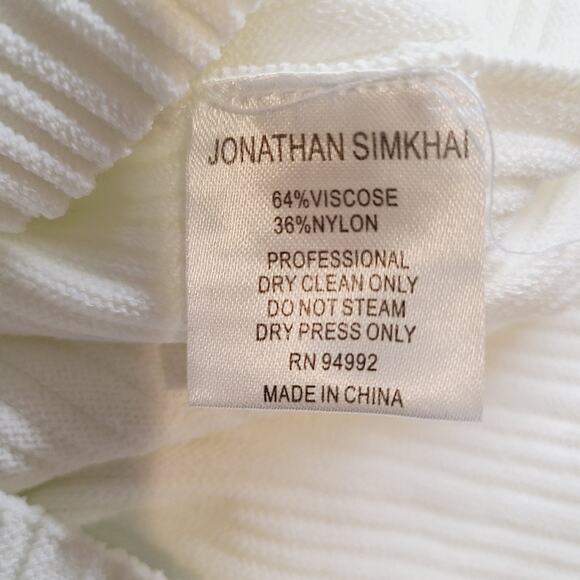 JONATHAN SIMKHAI
64%VISCOSE
36%NYLON
PROFESSIONAL
DRY CLEAN ONLY
DO NOT STEAM
DRY PRESS ONLY
RN 94992
MADE IN CHINA